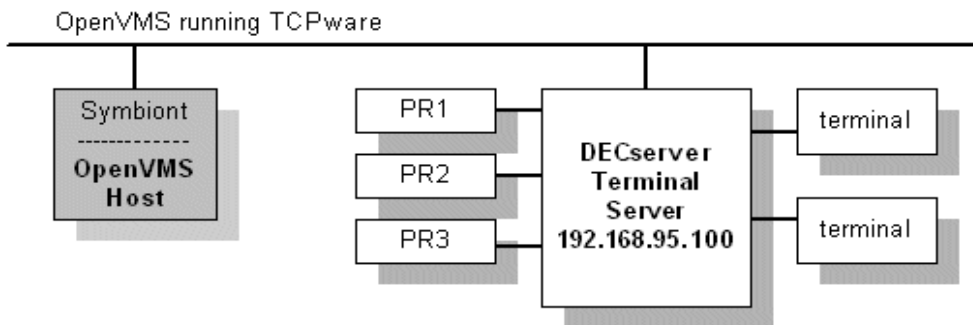 OpenVMS running TCPware
Symbiont
-------------
OpenVMS
Host
PR1
PR2
PR3
DECserver
Terminal
Server
192.168.95.100
terminal
terminal